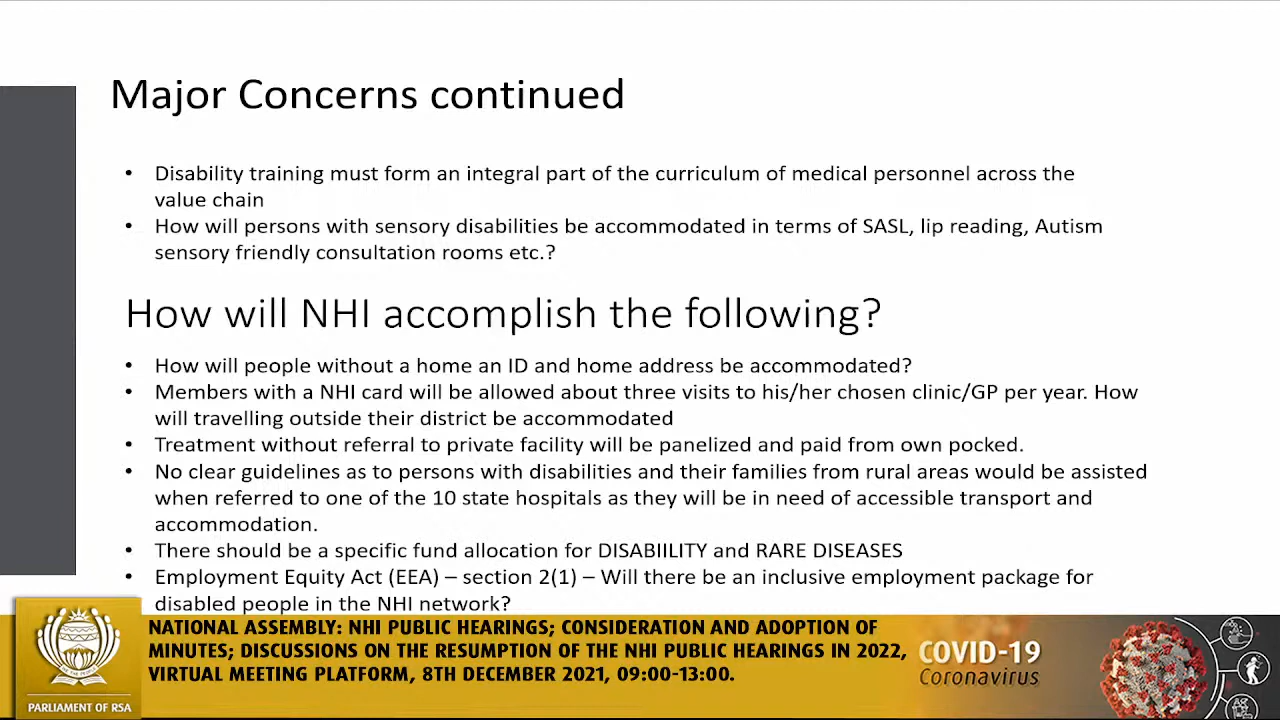 Major Concerns continued
• Disability training must form an integral part of the curriculum of medical personnel across the
value chain
• How will persons with sensory disabilities be accommodated in terms of SASL, lip reading, Autism
sensory friendly consultation rooms etc.?
How will NHI accomplish the following?
• How will people without a home an ID and home address be accommodated?
• Members with a NHI card will be allowed about three visits to his/her chosen clinic/GP per year. How
will travelling outside their district be accommodated
• Treatment without referral to private facility will be panelized and paid from own pocked.
• No clear guidelines as to persons with disabilities and their families from rural areas would be assisted
when referred to one of the 10 state hospitals as they will be in need of accessible transport and
accommodation.
• There should be a specific fund allocation for DISABIILITY and RARE DISEASES
• Employment Equity Act (EEA) – section 2(1) – Will there be an inclusive employment package for
disabled people in the NHI network?
NATIONAL ASSEMBLY: NHI PUBLIC HEARINGS; CONSIDERATION AND ADOPTION OF
MINUTES; DISCUSSIONS ON THE RESUMPTION OF THE NHI PUBLIC HEARINGS IN 2022,
VIRTUAL MEETING PLATFORM, 8TH DECEMBER 2021, 09:00-13:00.
PARLIAMENT OF RSA
COVID-19
Coronavirus